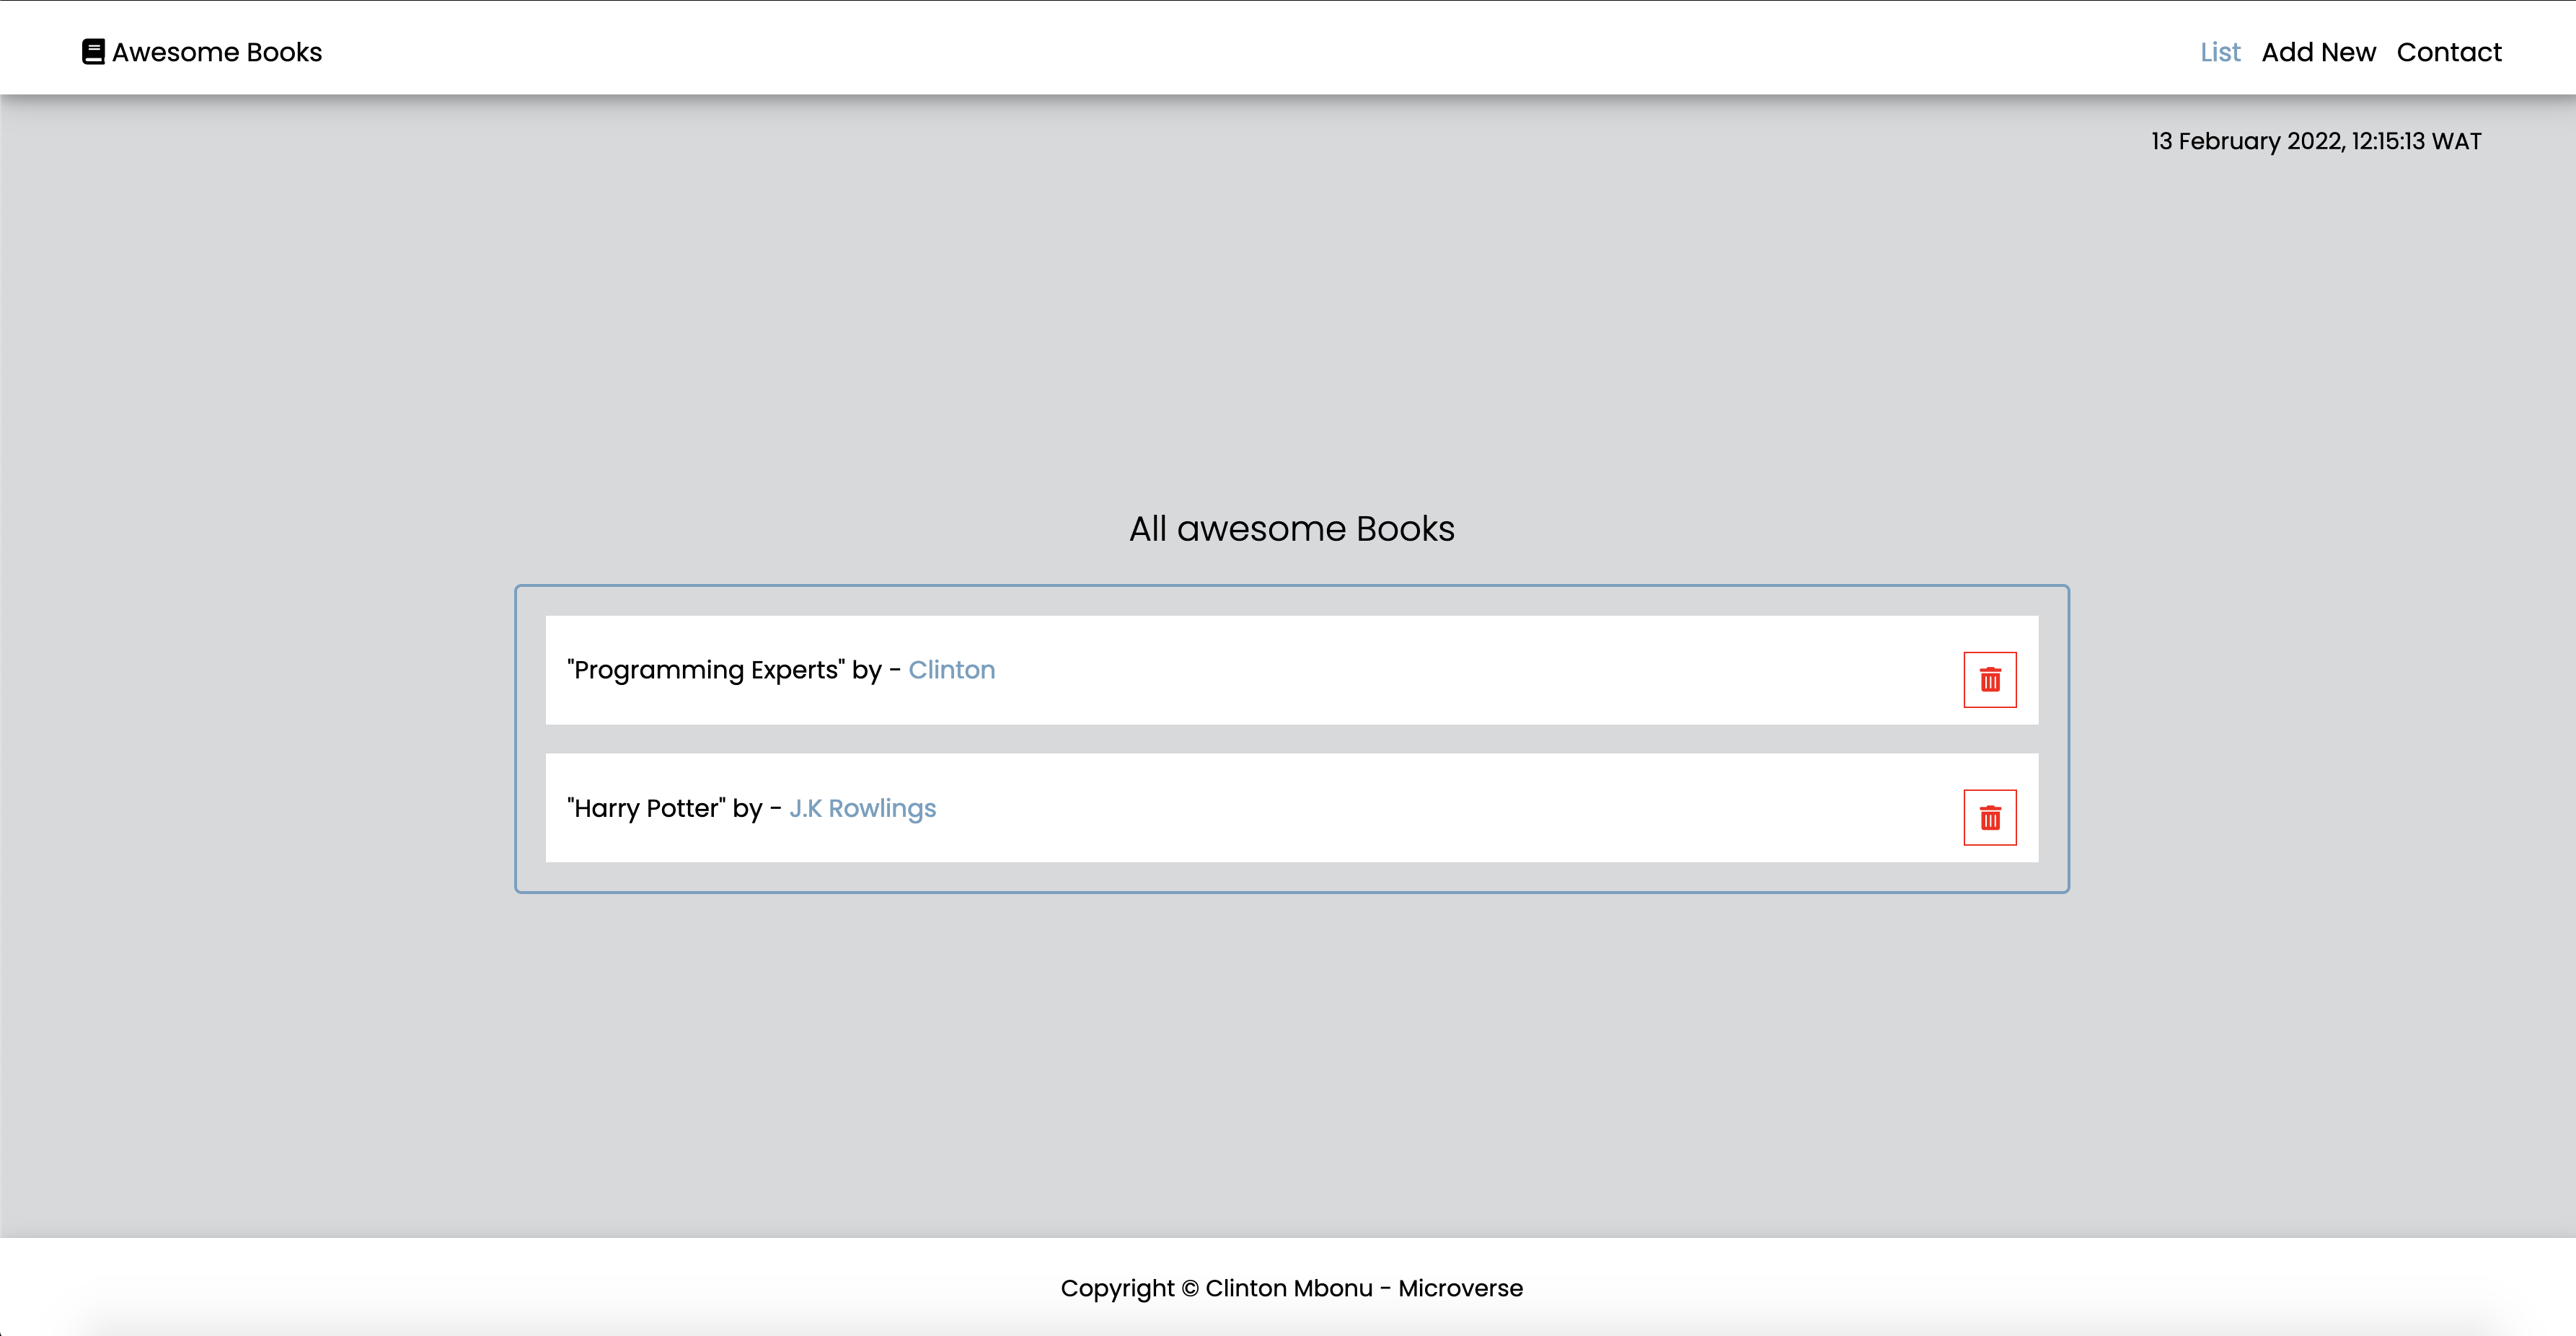 Awesome Books
List Add New Contact
13 February 2022, 12:15:13 WAT
All awesome Books
"Programming Experts" by - Clinton
"Harry Potter" by - J.K Rowlings
Copyright © Clinton Mbonu - Microverse